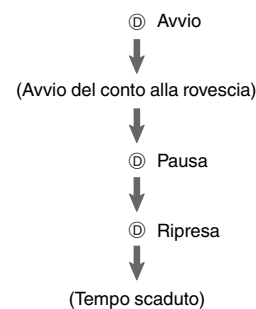 Ⓓ Avvio
(Avvio del conto alla rovescia)
Ⓓ Pausa
Ⓓ Ripresa
(Tempo scaduto)